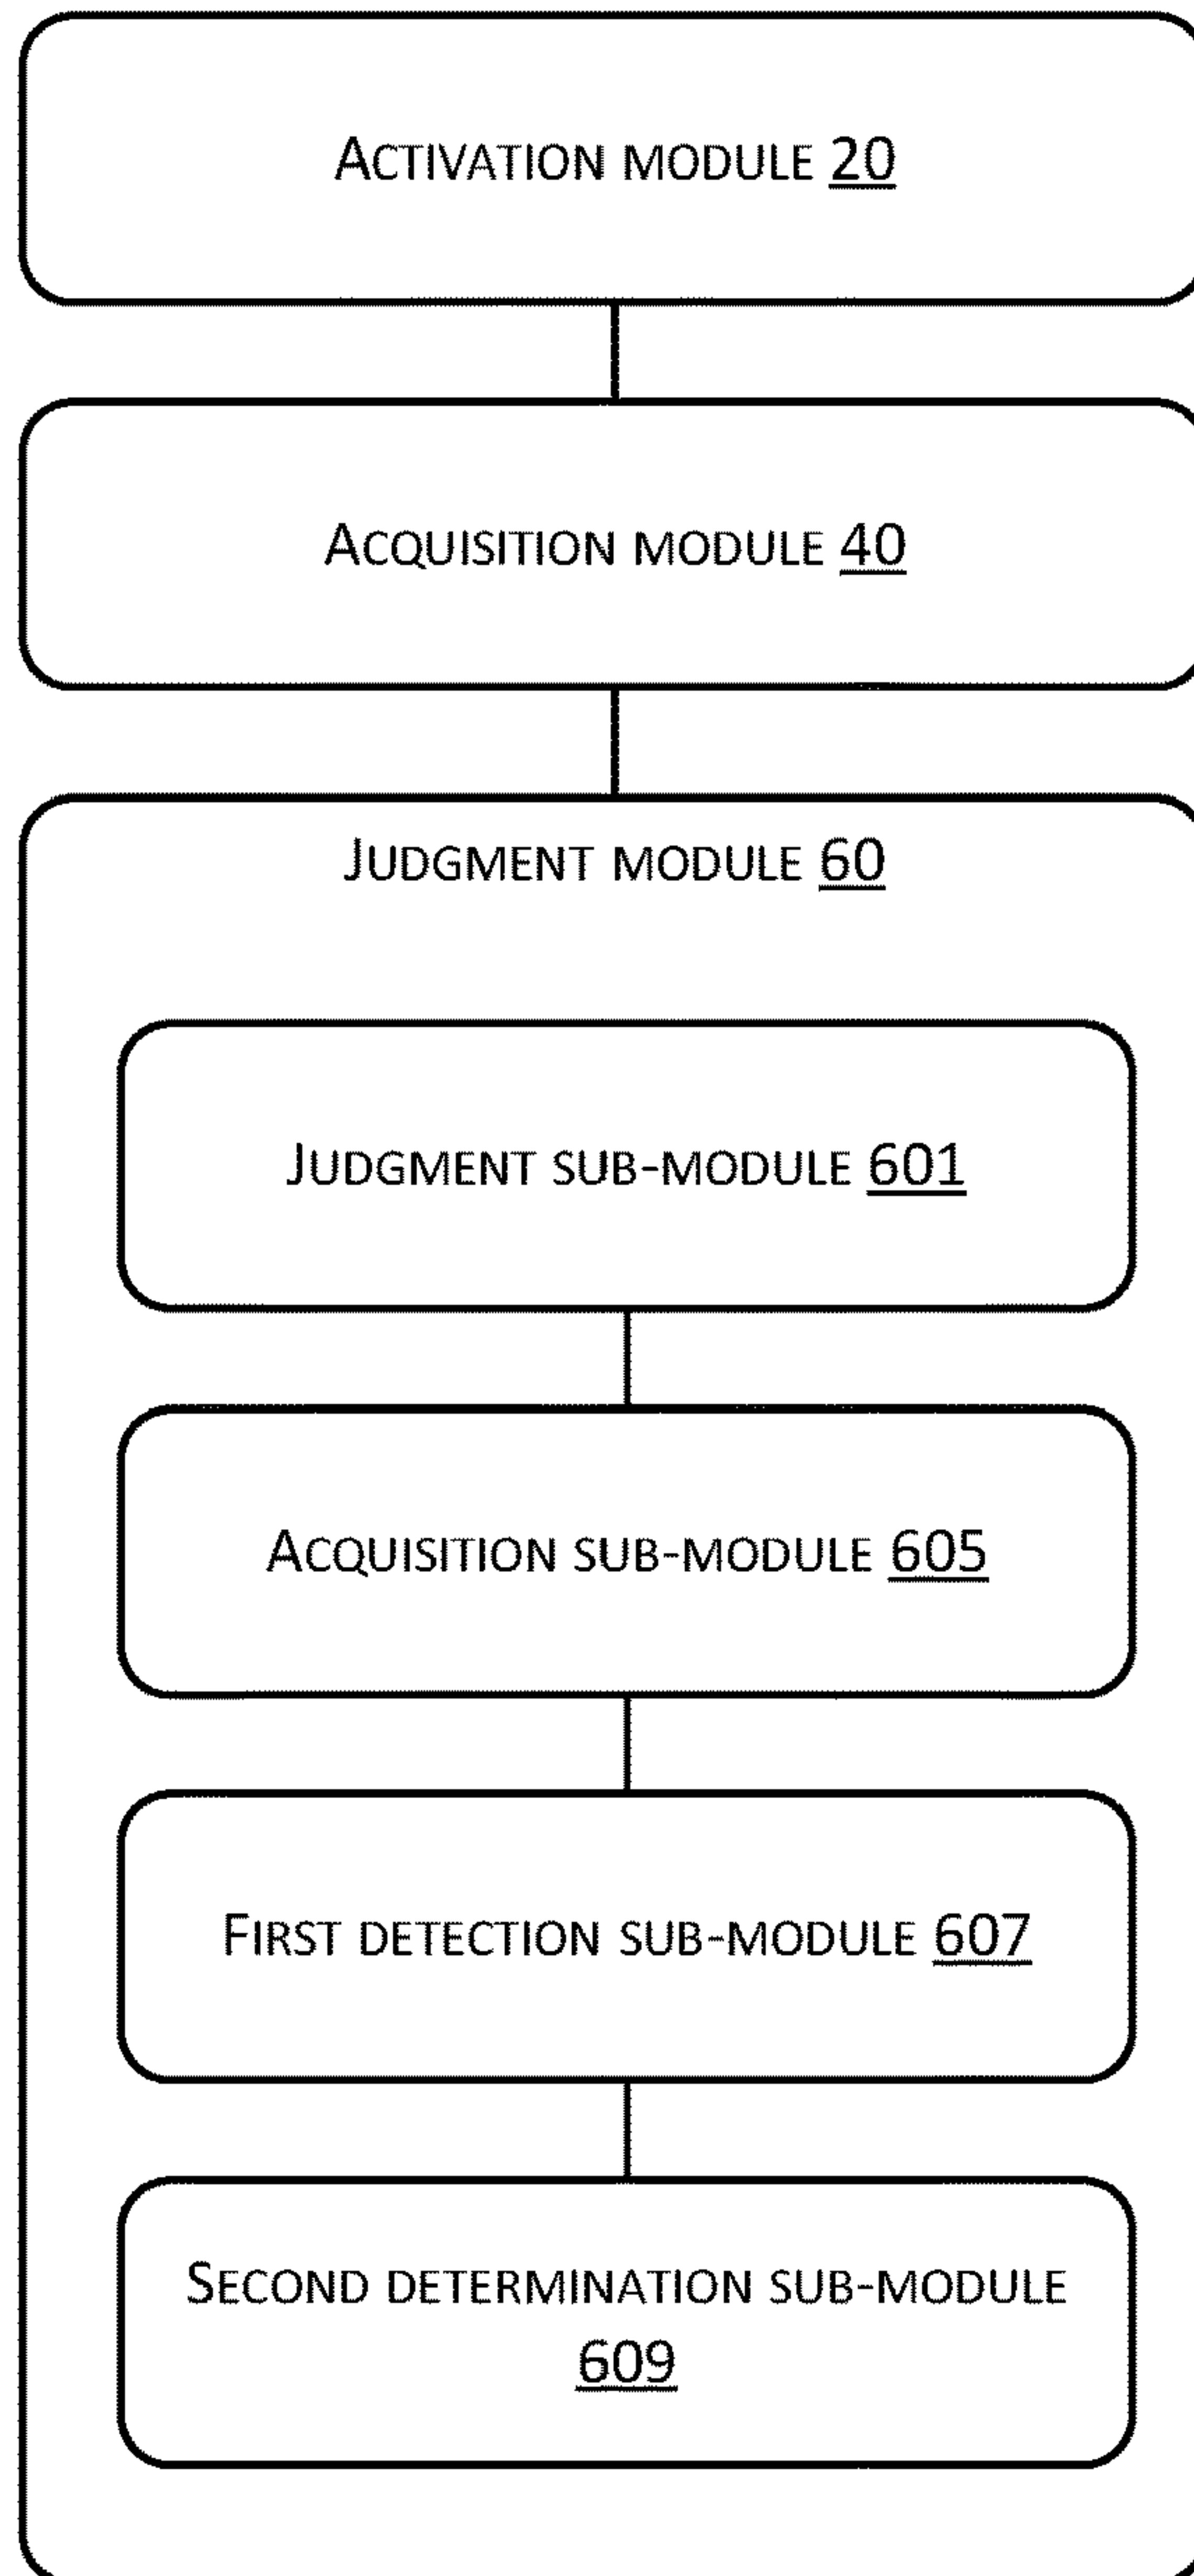 ACTIVATION MODULE 20
ACQUISITION MODULE 40
JUDGMENT MODULE 60
JUDGMENT SUB-MODULE 601
ACQUISITION SUB-MODULE 605
FIRST DETECTION SUB-MODULE 607
SECOND DETERMINATION SUB-MODULE
609